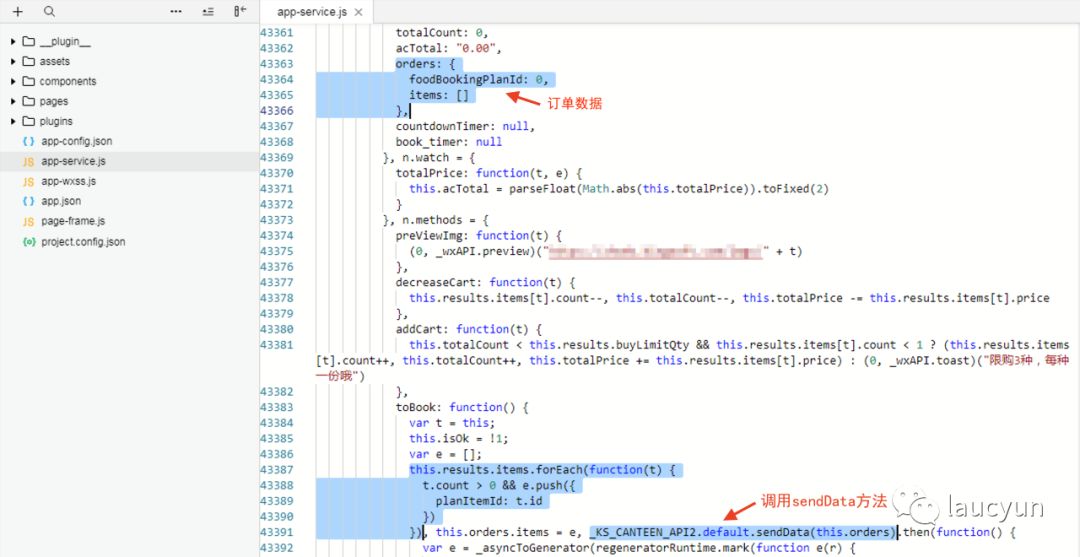 app-service.js
__plugin__
assets
components
pages
plugins
app-config.json
app-service.js
app-wxss.js
app.json
page-frame.js
project.config.json
43361 totalCount: 0,
43362 acTotal: "0.00",
43363 orders: {
43364 foodBookingPlanId: 0,
43365 items: []
订单数据
43366 },
43367 countdownTimer: null,
43368 book_timer: null
43369 }, n.watch = {
43370 totalPrice: function(t, e) {
43371 this.acTotal = parseFloat(Math.abs(this.totalPrice)).toFixed(2)
43372 }
43373 }, n.methods = {
43374 preViewImg: function(t) {
43375 (0, _wxAPI.preview)(" " + t)
43376 },
43377 decreaseCart: function(t) {
43378 this.results.items[t].count--, this.totalCount--, this.totalPrice -= this.results.items[t].price
43379 },
43380 addCart: function(t) {
43381 this.totalCount < this.results.buyLimitQty && this.results.items[t].count < 1 ? (this.results.items
[t].count++, this.totalCount++, this.totalPrice += this.results.items[t].price) : (0, _wxAPI.toast)("限购3种，每种
一份哦")
43382 },
43383 toBook: function() {
43384 var t = this;
43385 this.isOk = !1;
43386 var e = [];
43387 this.results.items.forEach(function(t) {
43388 t.count > 0 && e.push({
43389 planItemId: t.id
43390 })
调用sendData方法
laucyun
43391 }), this.orders.items = e, _KS_CANTEEN_API2.default.sendData(this.orders).then(function() {
43392 var e = _asyncToGenerator(regeneratorRuntime.mark(function e(r) {